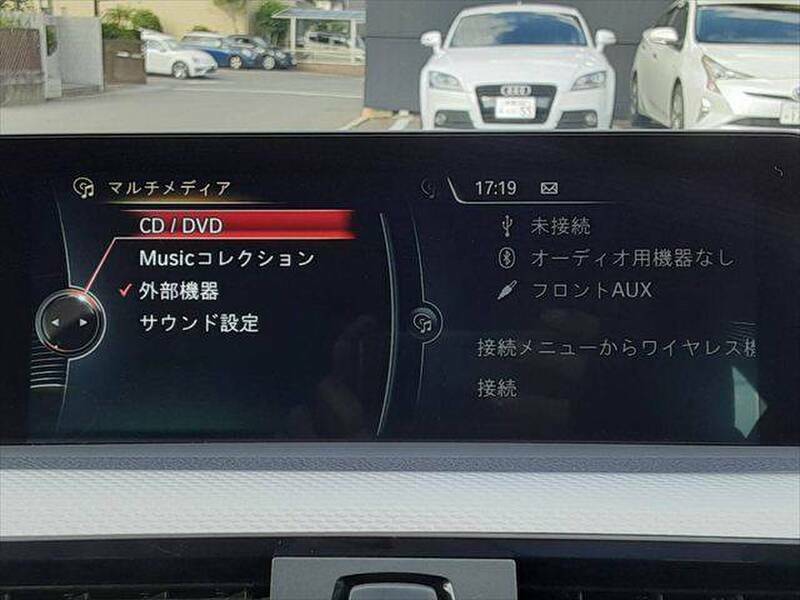 マルチメディア
CD / DVD
Musicコレクション
外部機器
サウンド設定
17:19
未接続
オーディオ用機器なし
フロントAUX
接続メニューからワイヤレス機
接続